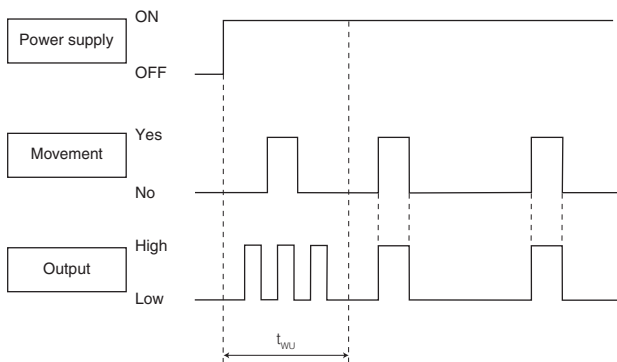 ON
Power supply
OFF
Yes
Movement
No
High
Output
Low
tWU